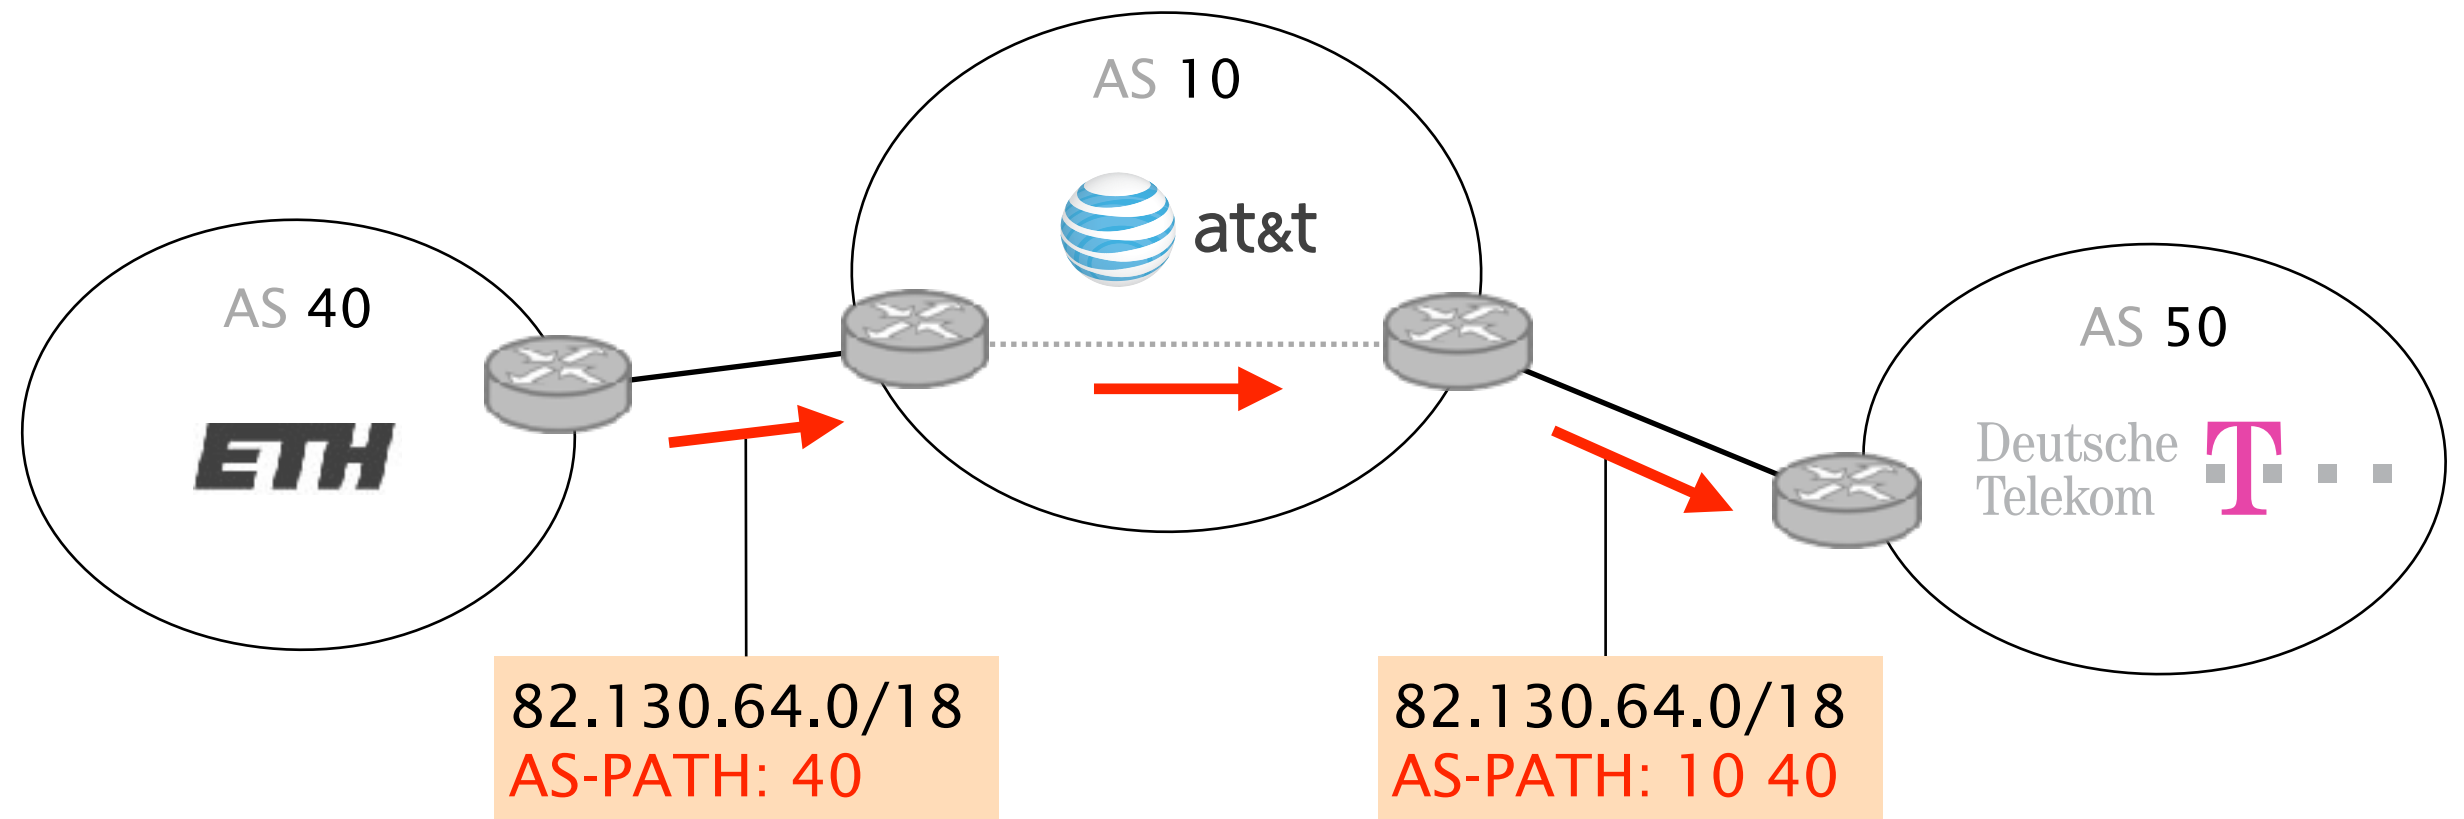 AS 10
at&t
AS 40
ETH
AS 50
Deutsche
Telekom
T
82.130.64.0/18
AS-PATH: 40
82.130.64.0/18
AS-PATH: 10 40